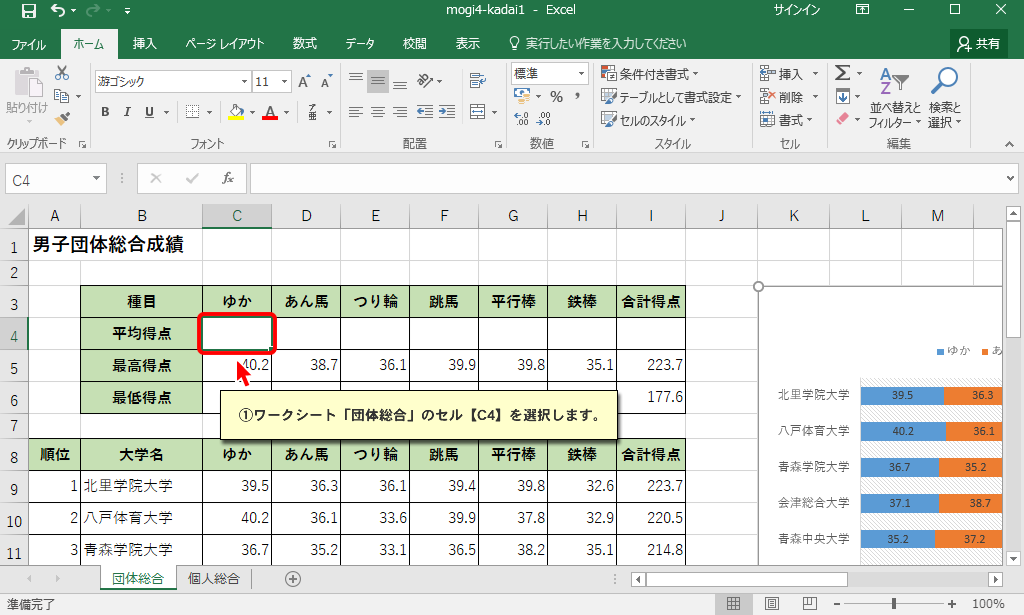 mogi4-kadai1 - Excel
サインイン
ファイル ホーム 挿入 ページ レイアウト 数式 データ 校閲 表示 実行したい作業を入力してください 共有
貼り付け
クリップボード
游ゴシック 11 A A
B I U A
フォント
配置
標準
% ,
数値
条件付き書式
テーブルとして書式設定
セルのスタイル
スタイル
挿入
削除
書式
セル
Σ
並べ替えと
フィルター
検索と
選択
編集
C4 fx
A B C D E F G H I J K L M
1 男子団体総合成績
2
3 種目 ゆか あん馬 つり輪 跳馬 平行棒 鉄棒 合計得点
4 平均得点
5 最高得点 40.2 38.7 36.1 39.9 39.8 35.1 223.7
6 最低得点 177.6
①ワークシート「団体総合」のセル【C4】を選択します。
7
8 順位 大学名 ゆか あん馬 つり輪 跳馬 平行棒 鉄棒 合計得点
9 1 北里学院大学 39.5 36.3 36.1 39.4 39.8 32.6 223.7
10 2 八戸体育大学 40.2 36.1 33.6 39.9 37.8 32.9 220.5
11 3 青森学院大学 36.7 35.2 33.1 36.5 38.2 35.1 214.8
ゆか あ
北里学院大学 39.5 36.3
八戸体育大学 40.2 36.1
青森学院大学 36.7 35.2
会津総合大学 37.1 38.7
青森中央大学 35.2 37.2
団体総合 個人総合
準備完了
100%